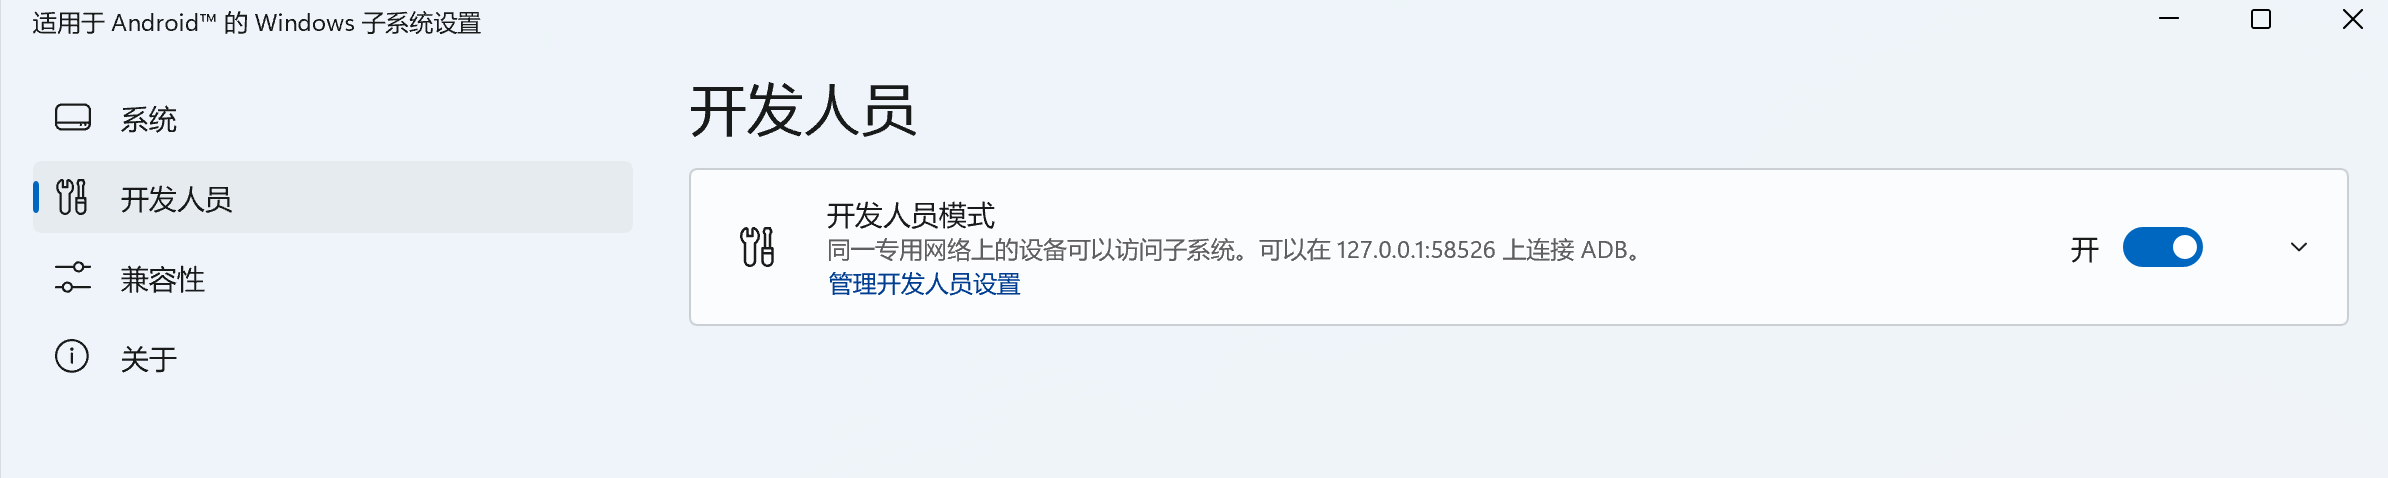 适用于 Android™ 的 Windows 子系统设置
系统
开发人员
兼容性
关于
开发人员
开发人员模式
同一专用网络上的设备可以访问子系统。可以在 127.0.0.1:58526 上连接 ADB。
管理开发人员设置
开